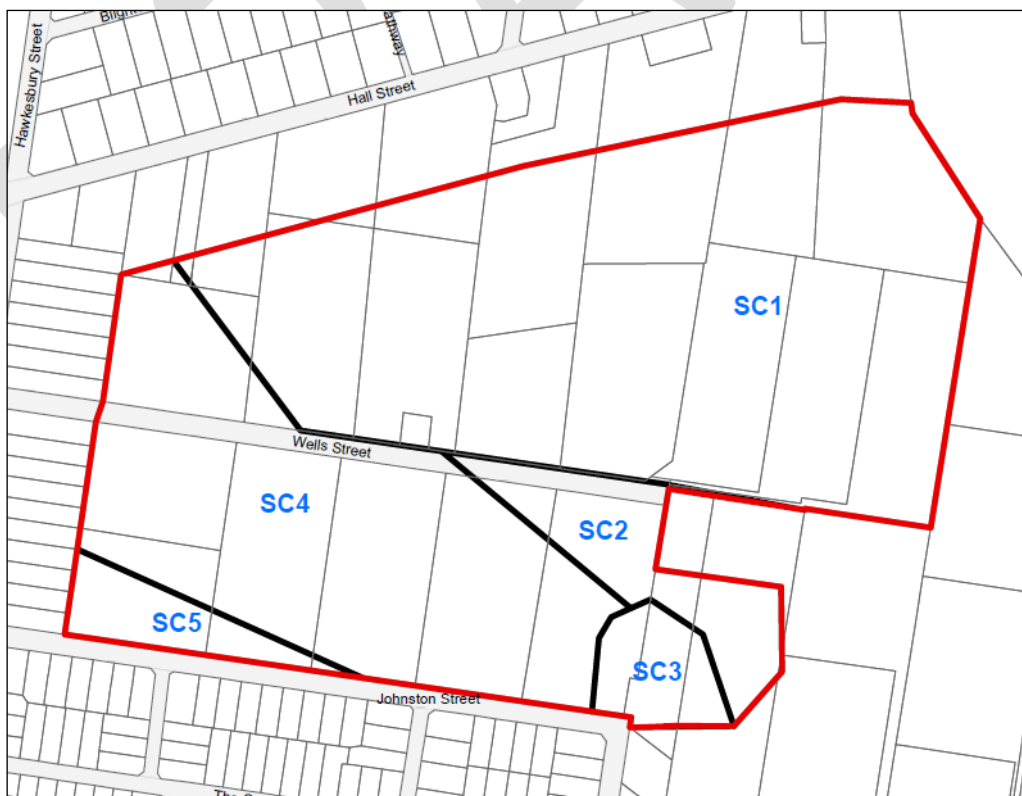 Hawkesbury Street
Hall Street
SC1
Wells Street
SC4
SC2
SC5
SC3
Johnston Street